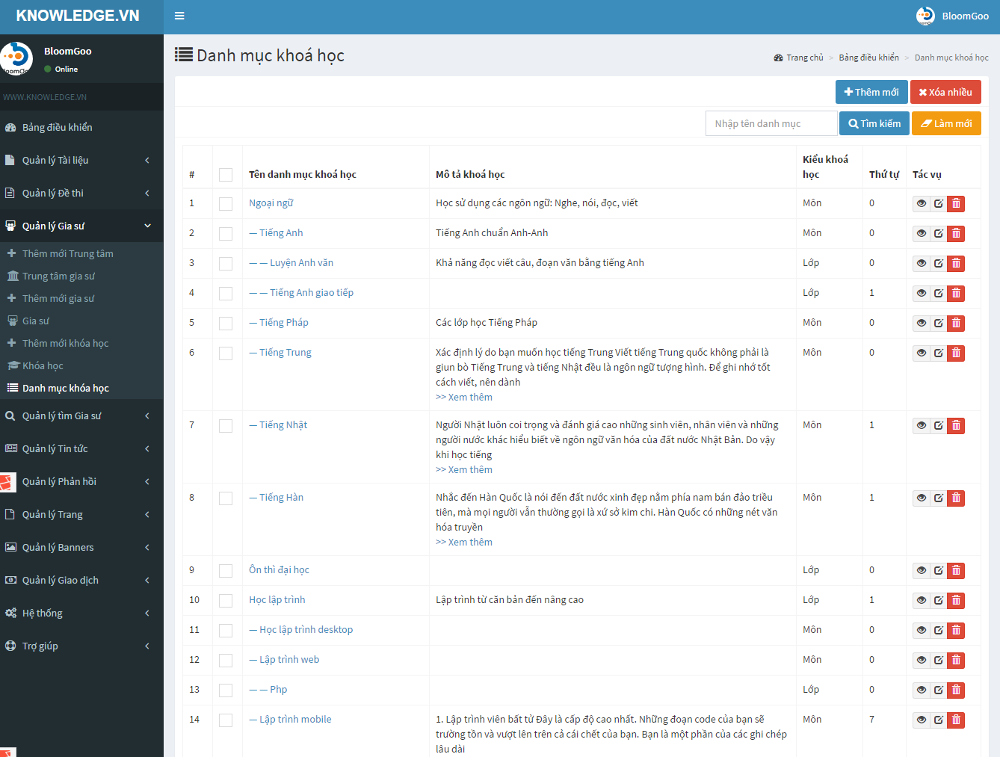 KNOWLEDGE.VN
BloomGoo
BloomGoo
Online
WWW.KNOWLEDGE.VN
Bảng điều khiển
Quản lý Tài liệu
Quản lý Đề thi
Quản lý Gia sư
Thêm mới Trung tâm
Trung tâm gia sư
Thêm mới gia sư
Gia sư
Thêm mới khóa học
Khóa học
Danh mục khóa học
Quản lý tìm Gia sư
Quản lý Tin tức
Quản lý Phản hồi
Quản lý Trang
Quản lý Banners
Quản lý Giao dịch
Hệ thống
Trợ giúp
Danh mục khoá học
Trang chủ > Bảng điều khiển > Danh mục khoá học
Thêm mới Xóa nhiều
Nhập tên danh mục Tìm kiếm Làm mới
# Tên danh mục khoá học Mô tả khoá học Kiểu khoá học Thứ tự Tác vụ
1 Ngoại ngữ Học sử dụng các ngôn ngữ: Nghe, nói, đọc, viết Môn 0
2 — Tiếng Anh Tiếng Anh chuẩn Anh-Anh Môn 0
3 — — Luyện Anh văn Khả năng đọc viết câu, đoạn văn bằng tiếng Anh Lớp 0
4 — — Tiếng Anh giao tiếp Lớp 1
5 — Tiếng Pháp Các lớp học Tiếng Pháp Môn 0
6 — Tiếng Trung Xác định lý do bạn muốn học tiếng Trung Viết tiếng Trung quốc không phải là Môn 0
giun bò Tiếng Trung và tiếng Nhật đều là ngôn ngữ tượng hình. Để ghi nhớ tốt
cách viết, nên dành
>> Xem thêm
7 — Tiếng Nhật Người Nhật luôn coi trọng và đánh giá cao những sinh viên, nhân viên và những Môn 1
người nước khác hiểu biết về ngôn ngữ văn hóa của đất nước Nhật Bản. Do vậy
khi học tiếng
>> Xem thêm
8 — Tiếng Hàn Nhắc đến Hàn Quốc là nói đến đất nước xinh đẹp nằm phía nam bán đảo triều Môn 1
tiên, mà mọi người vẫn thường gọi là xứ sở kim chi. Hàn Quốc có những nét văn
hóa truyền
>> Xem thêm
9 Ôn thi đại học Lớp 0
10 Học lập trình Lập trình từ căn bản đến nâng cao Lớp 1
11 — Học lập trình desktop Môn 0
12 — Lập trình web Môn 0
13 — — Php Lớp 0
14 — Lập trình mobile 1. Lập trình viên bất tử Đây là cấp độ cao nhất. Những đoạn code của bạn sẽ Môn 7
trường tồn và vượt lên trên cả cái chết của bạn. Bạn là một phần của các ghi chép
lâu dài